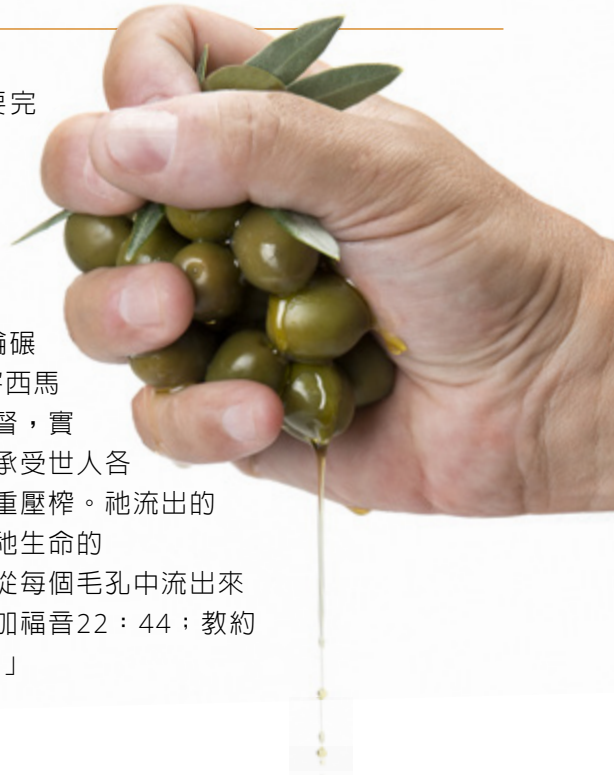 要完
輪碾
客西馬
督，實
承受世人各
重壓榨。祂流出的
祂生命的
從每個毛孔中流出來
加福音22：44；教約
」